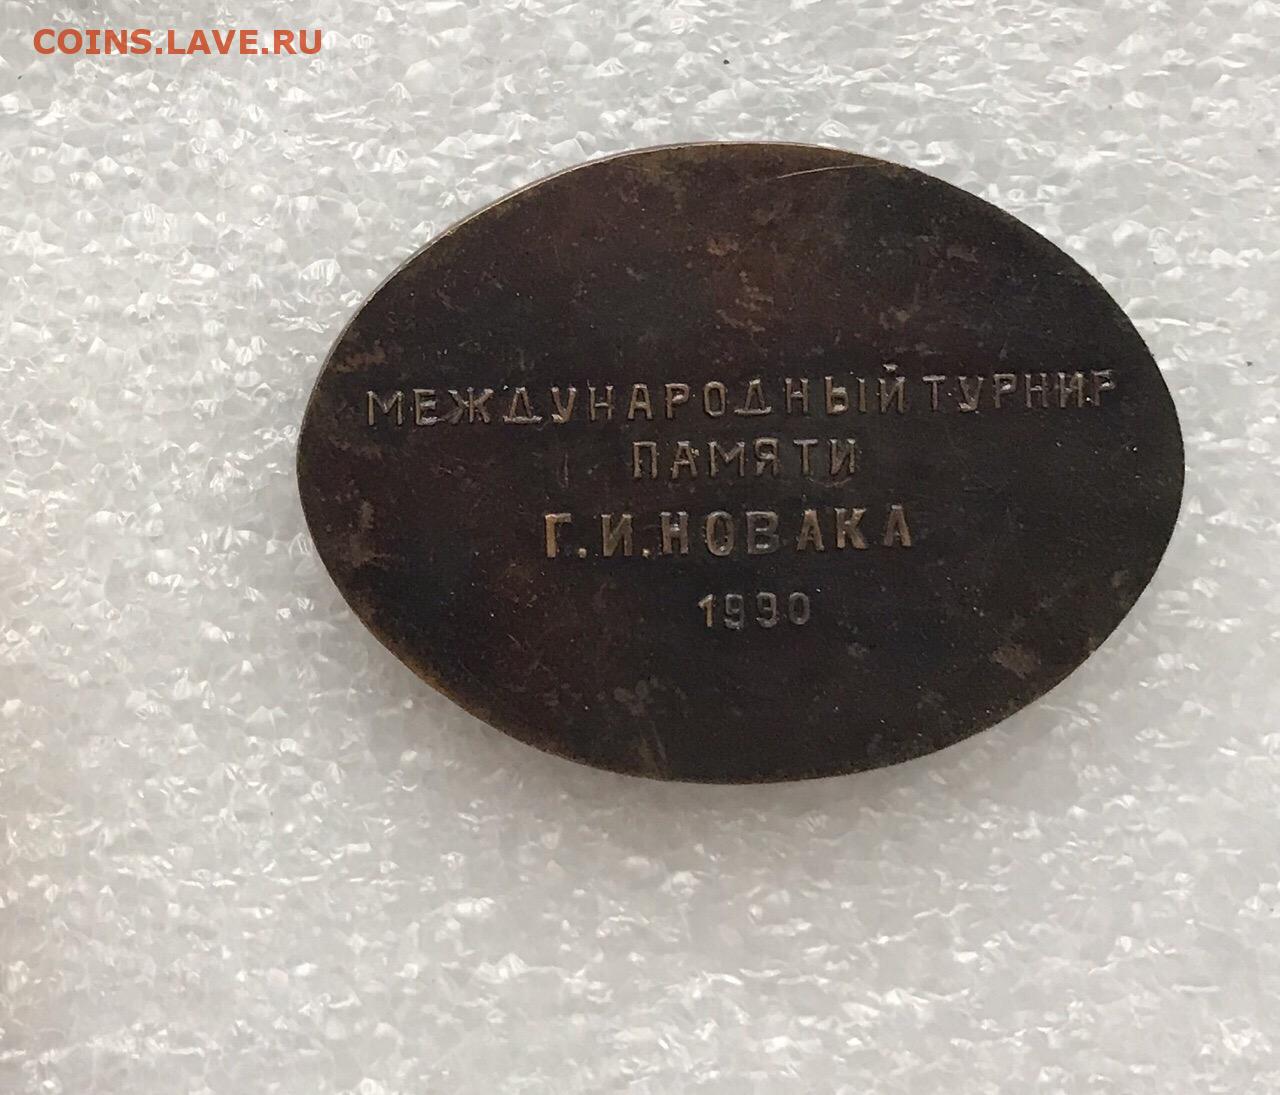 COINS.LAVE.RU
МЕЖДУНАРОДНЫЙ ТУРНИР
ПАМЯТИ
Г.И.НОВАКА
1990